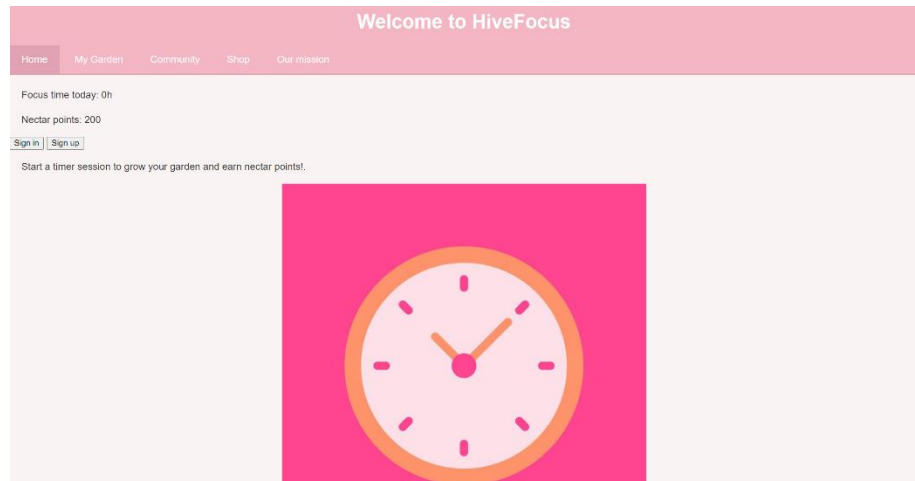 Welcome to HiveFocus
Home My Garden Community Shop Our mission
Focus time today: 0h
Nectar points: 200
Sign in Sign up
Start a timer session to grow your garden and earn nectar points!.